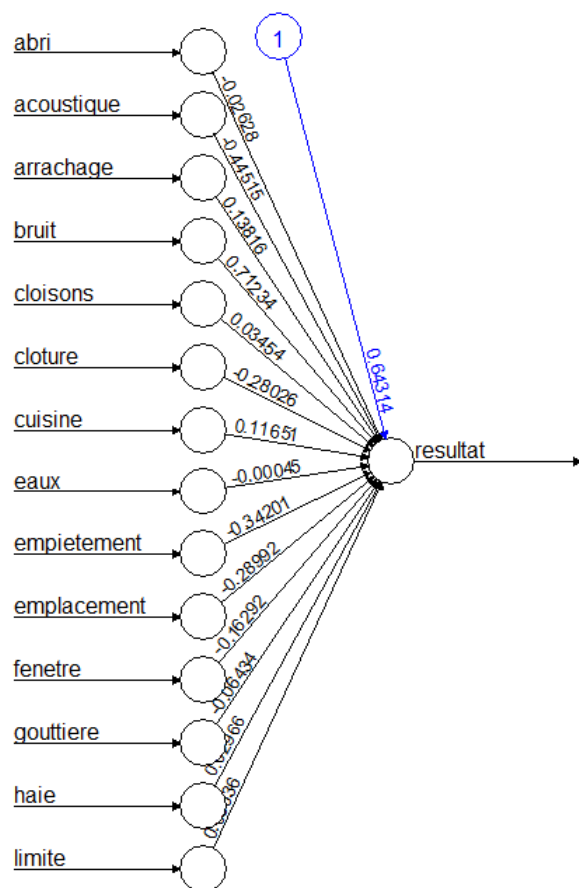 abri
1
-0.02628
acoustique
-0.44515
arrachage
0.13816
bruit
0.71234
cloisons
0.03454
0.64314
cloture
-0.28026
cuisine
0.11651
resultat
eaux
-0.00045
empietement
-0.34201
emplacement
-0.28992
fenetre
-0.16292
gouttiere
-0.06434
haie
limite